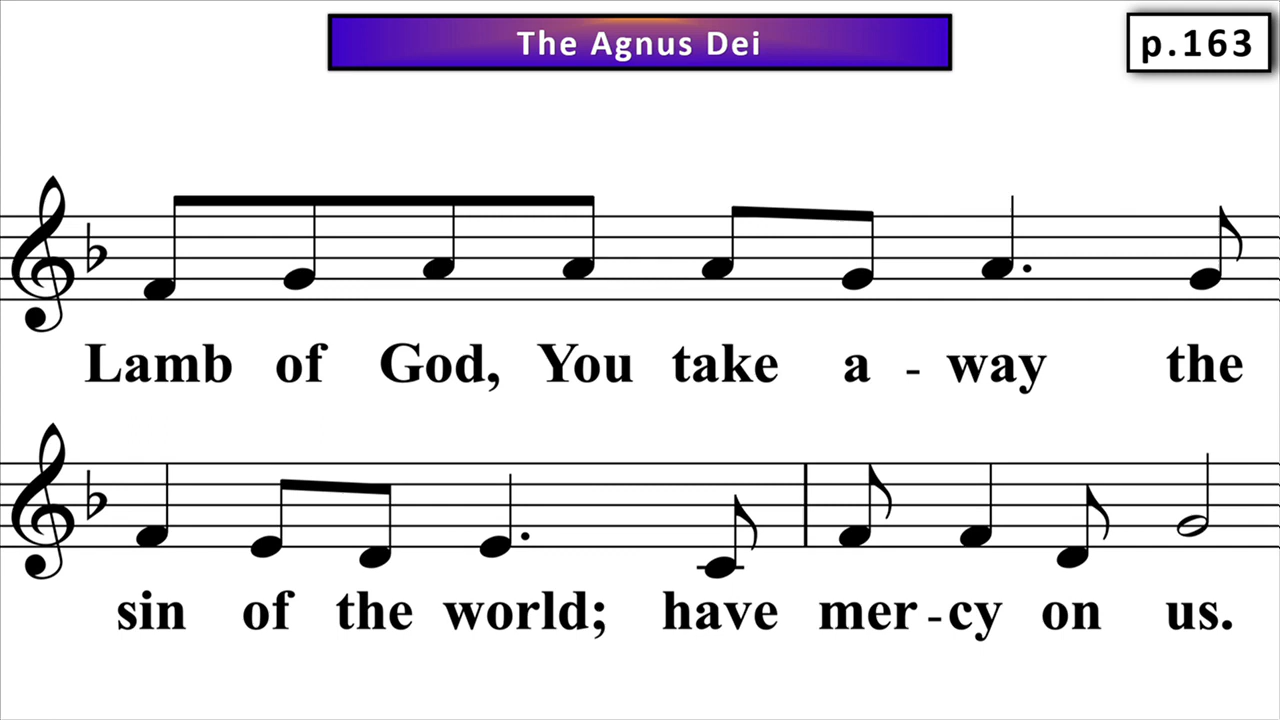 The Agnus Dei
p.163
Lamb of God, You take a - way the
sin of the world; have mer - cy on us.